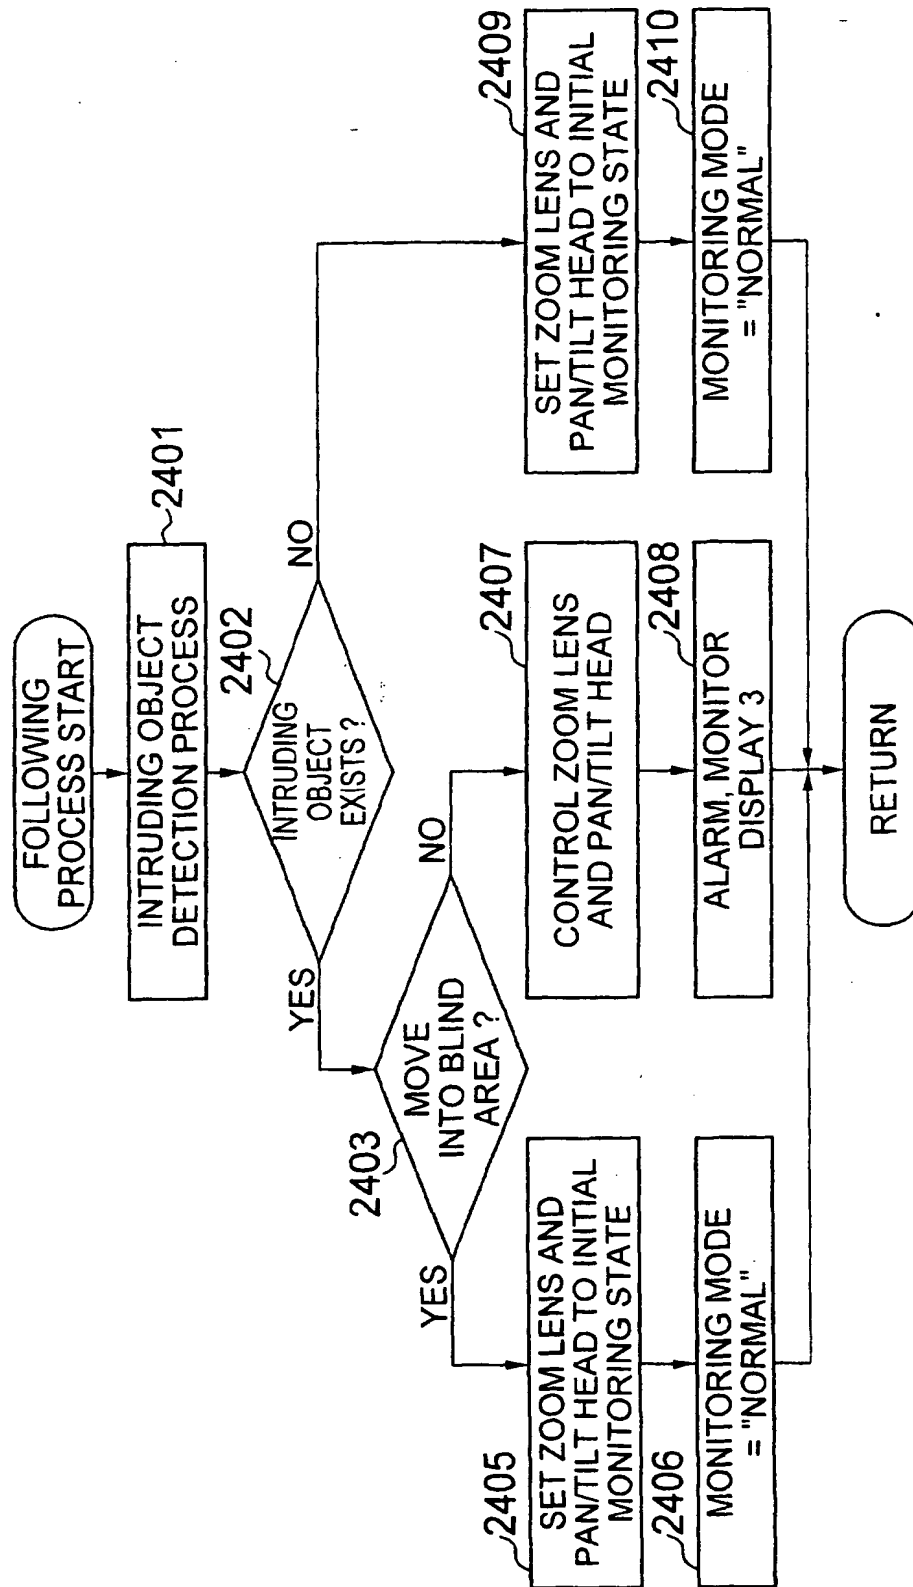 FOLLOWING
PROCESS START
2401
INTRUDING OBJECT
DETECTION PROCESS
2402
INTRUDING
OBJECT
EXISTS ?
YES
NO
2403
MOVE
INTO BLIND
AREA ?
YES
NO
2405
SET ZOOM LENS AND
PAN/TILT HEAD TO INITIAL
MONITORING STATE
2406
MONITORING MODE
= "NORMAL"
2407
CONTROL ZOOM LENS
AND PAN/TILT HEAD
2408
ALARM, MONITOR
DISPLAY 3
2409
SET ZOOM LENS AND
PAN/TILT HEAD TO INITIAL
MONITORING STATE
2410
MONITORING MODE
= "NORMAL"
RETURN